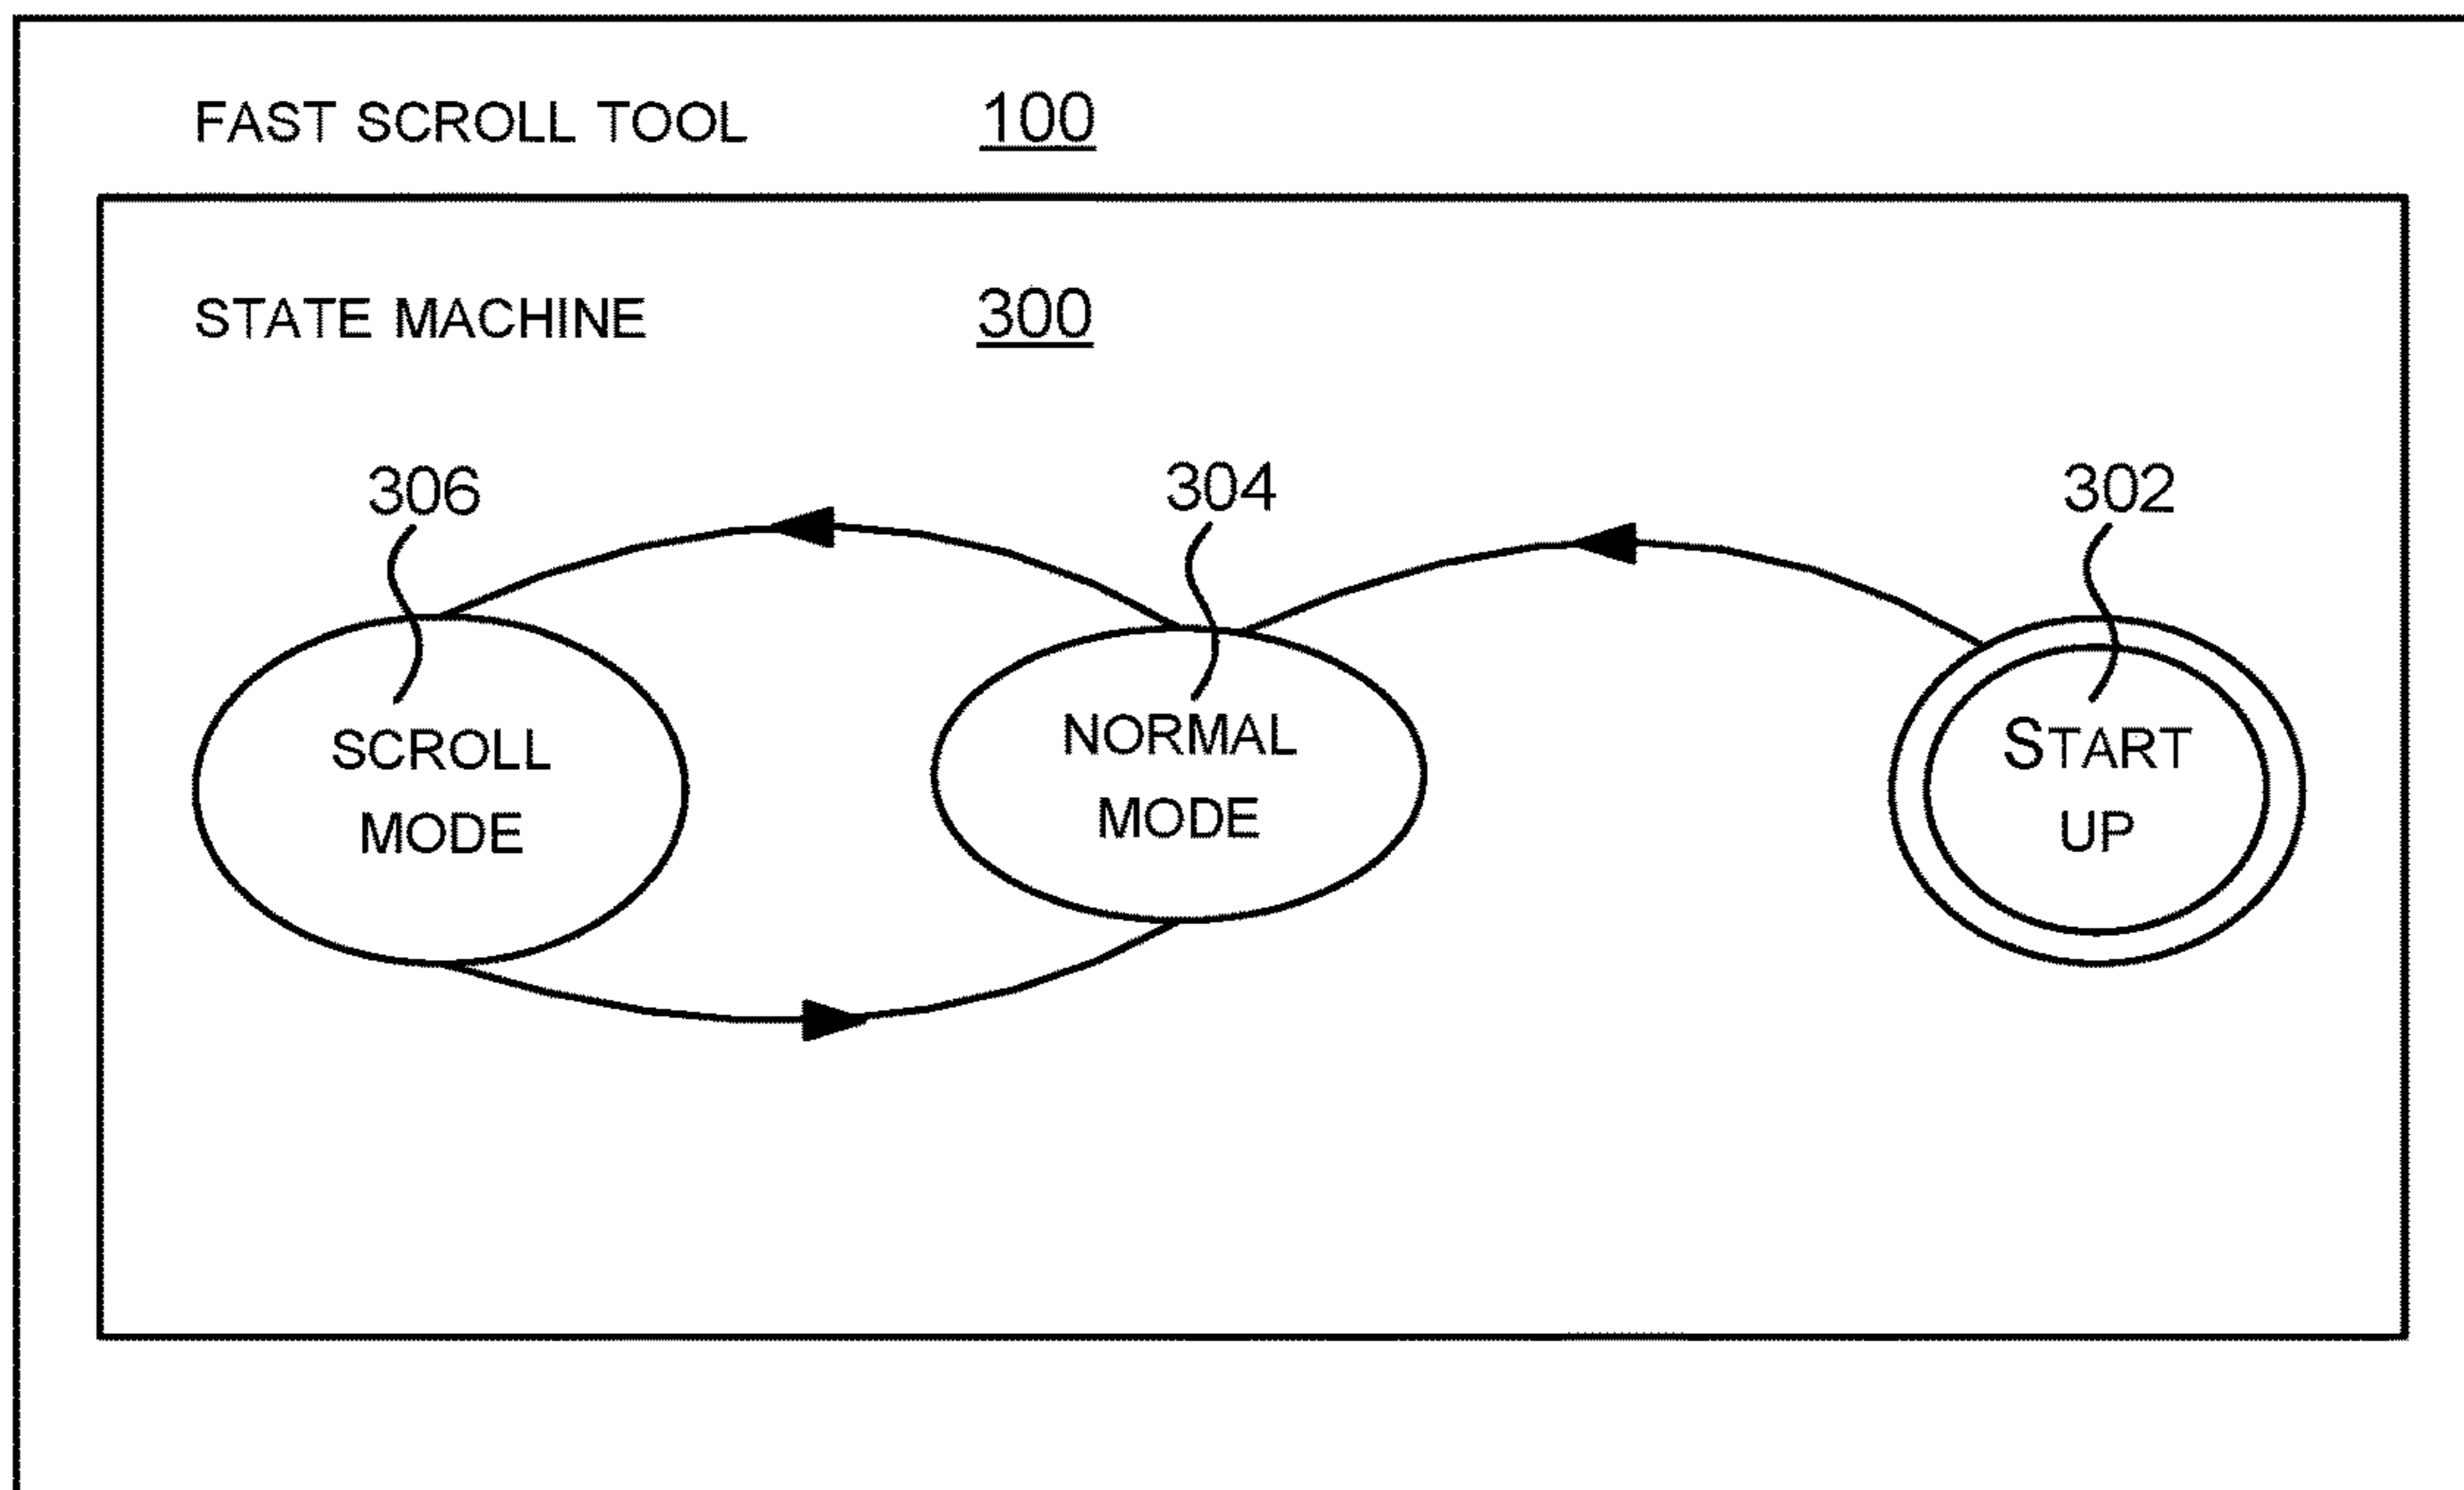 FAST SCROLL TOOL 100
STATE MACHINE 300
306
304
302
SCROLL
MODE
NORMAL
MODE
START
UP